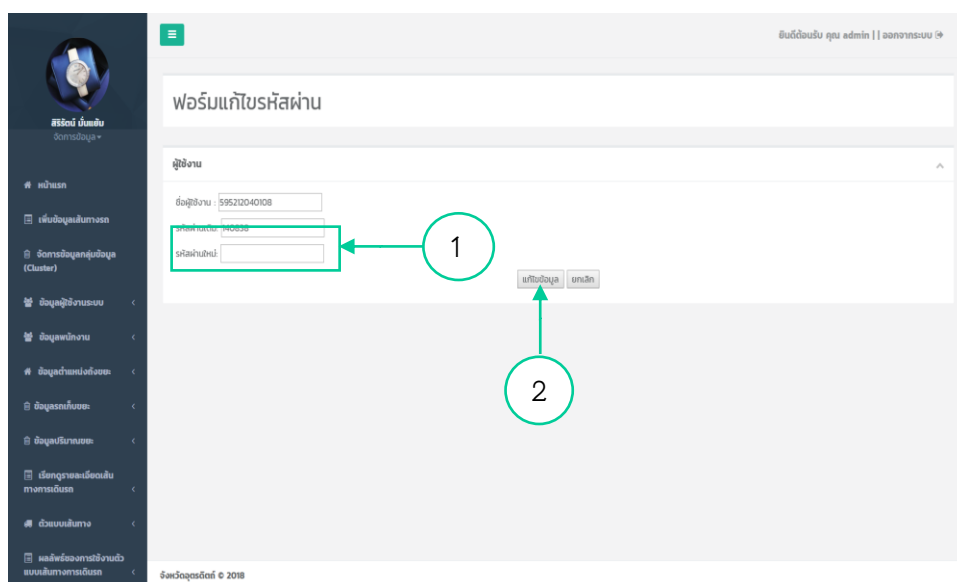 ยินดีต้อนรับ คุณ admin || ออกจากระบบ
สิริรัตน์ มั่นแย้ม
จัดการข้อมูล
หน้าแรก
เพิ่มข้อมูลเส้นทางรถ
จัดการข้อมูลกลุ่มข้อมูล
(Cluster)
ข้อมูลผู้ใช้งานระบบ
ข้อมูลพนักงาน
ข้อมูลตำแหน่งถังขยะ
ข้อมูลรถเก็บขยะ
ข้อมูลปริมาณขยะ
เรียกดูรายละเอียดเส้น
ทางการเดินรถ
ตัวแบบเส้นทาง
ผลลัพธ์ของการใช้งานตัว
แบบเส้นทางการเดินรถ
ฟอร์มแก้ไขรหัสผ่าน
ผู้ใช้งาน
ชื่อผู้ใช้งาน : 595212040108
รหัสผ่านเดิม: 140838
รหัสผ่านใหม่:
1
แก้ไขข้อมูล ยกเลิก
2
จังหวัดอุตรดิตถ์ © 2018